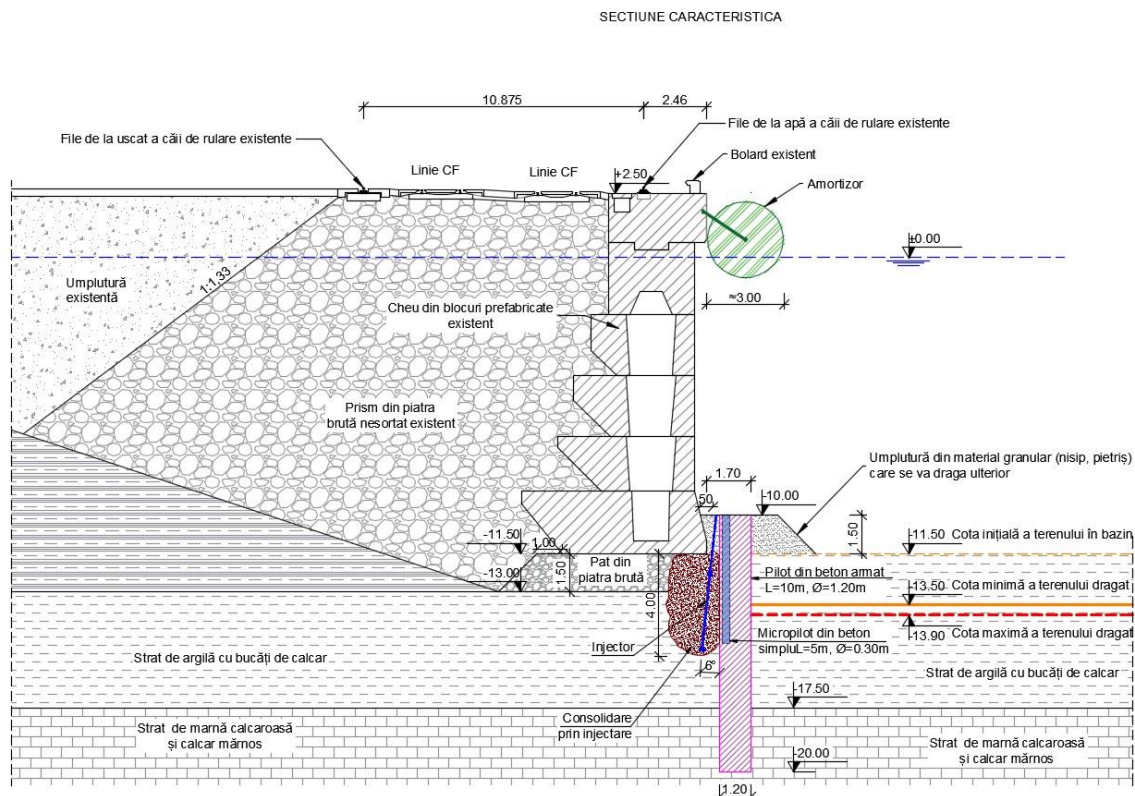 SECTIUNE CARACTERISTICA
10.875
2.46
File de la uscat a căii de rulare existente
File de la apă a căii de rulare existente
Linie CF
Linie CF
Bolard existent
+2.50
Amortizor
±0.00
Umplutură
existentă
1:1,33
≈3.00
Cheu din blocuri prefabricate
existent
Prism din piatra
brută nesortat existent
Umplutură din material granular (nisip, pietriș)
care se va draga ulterior
1.70
50
-10.00
1.50
-11.50
1.00
-11.50
Cota inițială a terenului în bazin
Pat din
piatra brută
1.50
-13.00
4.00
Pilot din beton armat
L=10m, Ø=1.20m
-13.50
Cota minimă a terenului dragat
Micropilot din beton
simpluL=5m, Ø=0.30m
-13.90
Cota maximă a terenului dragat
Injector
6°
Strat de argilă cu bucăți de calcar
Strat de argilă cu bucăți de calcar
-17.50
Consolidare
prin injectare
Strat de marnă calcaroasă
și calcar mărnos
Strat de marnă calcaroasă
și calcar mărnos
-20.00
1.20